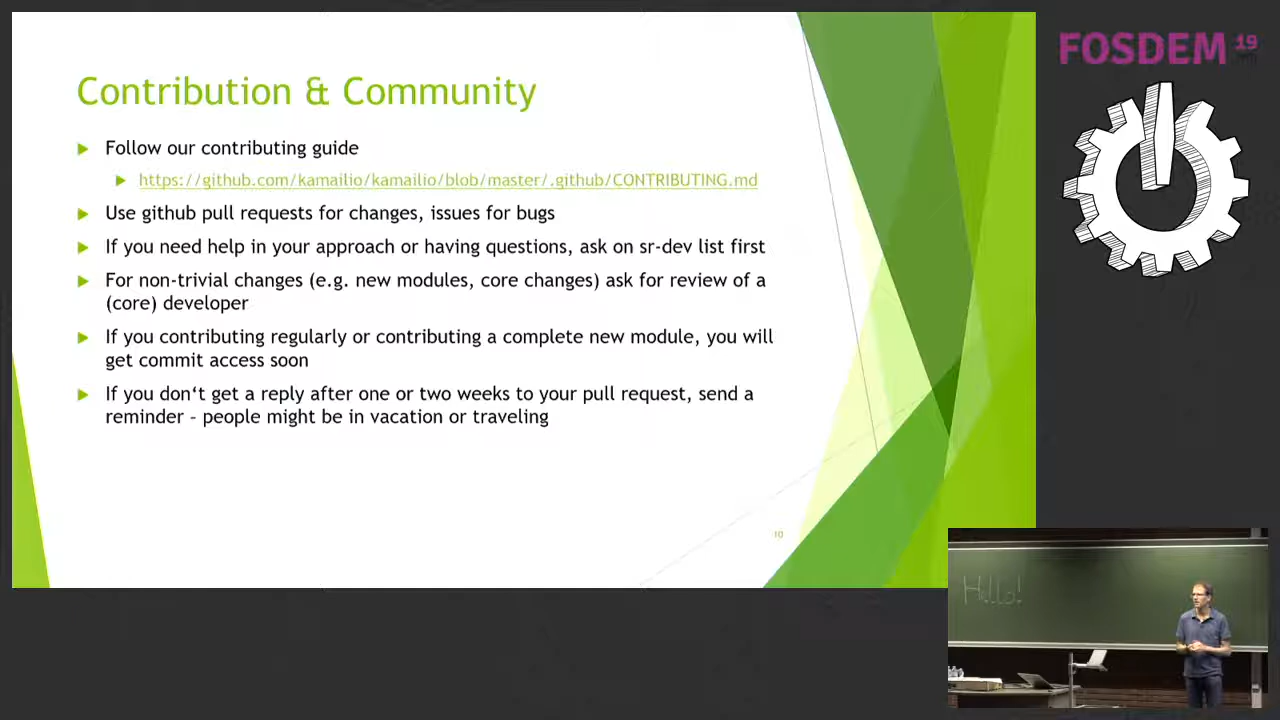 Contribution & Community
Follow our contributing guide
https://github.com/kamailio/kamailio/blob/master/.github/CONTRIBUTING.md
Use github pull requests for changes, issues for bugs
If you need help in your approach or having questions, ask on sr-dev list first
For non-trivial changes (e.g. new modules, core changes) ask for review of a
(core) developer
If you contributing regularly or contributing a complete new module, you will
get commit access soon
If you don‘t get a reply after one or two weeks to your pull request, send a
reminder – people might be in vacation or traveling
10
FOSDEM 19
Hello!